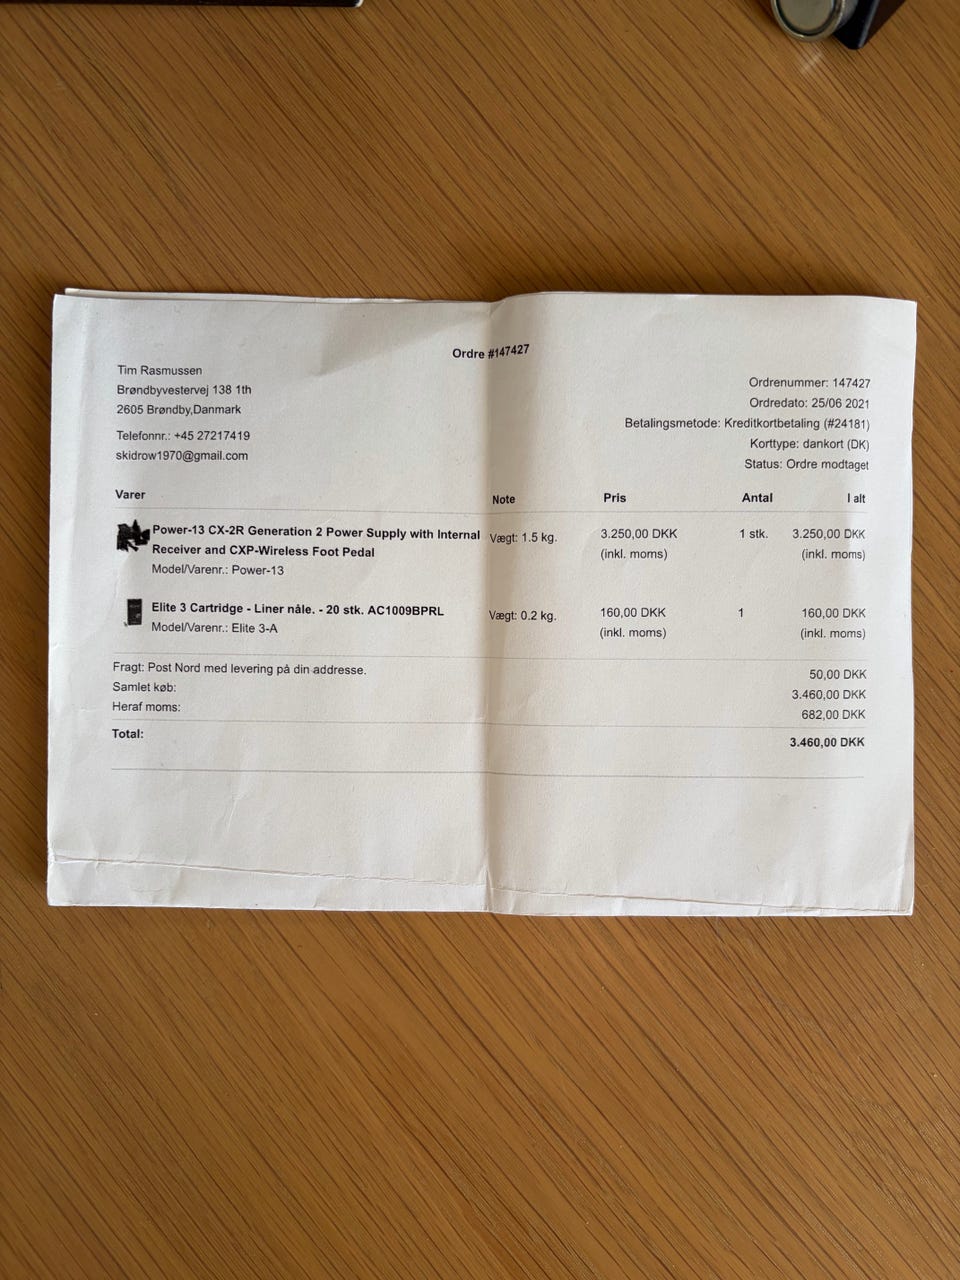 Ordre #147427
Tim Rasmussen
Brøndbyvestervej 138 1th
2605 Brøndby,Danmark
Telefonnr.: +45 27217419
skidrow1970@gmail.com
Ordrenummer: 147427
Ordredato: 25/06 2021
Betalingsmetode: Kreditkortbetaling (#24181)
Korttype: dankort (DK)
Status: Ordre modtaget
Varer Note Pris Antal I alt
Power-13 CX-2R Generation 2 Power Supply with Internal Vægt: 1.5 kg. 3.250,00 DKK 1 stk. 3.250,00 DKK
Receiver and CXP-Wireless Foot Pedal (inkl. moms) (inkl. moms)
Model/Varenr.: Power-13
Elite 3 Cartridge - Liner nåle. - 20 stk. AC1009BPRL Vægt: 0.2 kg. 160,00 DKK 1 160,00 DKK
Model/Varenr.: Elite 3-A (inkl. moms) (inkl. moms)
Fragt: Post Nord med levering på din addresse. 50,00 DKK
Samlet køb: 3.460,00 DKK
Heraf moms: 682,00 DKK
Total: 3.460,00 DKK